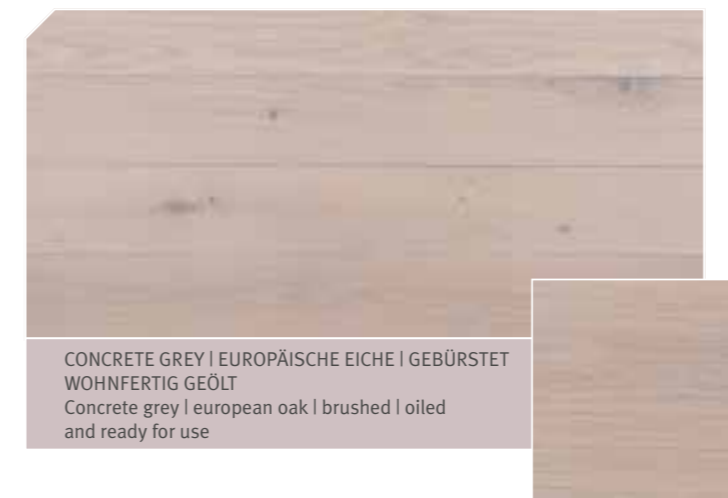 CONCRETE GREY | EUROPÄISCHE EICHE | GEBÜRSTET
WOHNFERTIG GEÖLT
Concrete grey | european oak | brushed | oiled
and ready for use